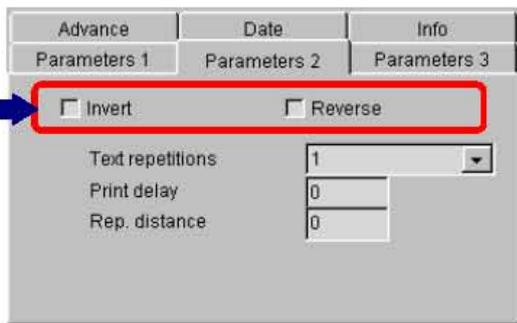 Advance Date Info
Parameters 1 Parameters 2 Parameters 3
Invert Reverse
Text repetitions 1
Print delay 0
Rep. distance 0